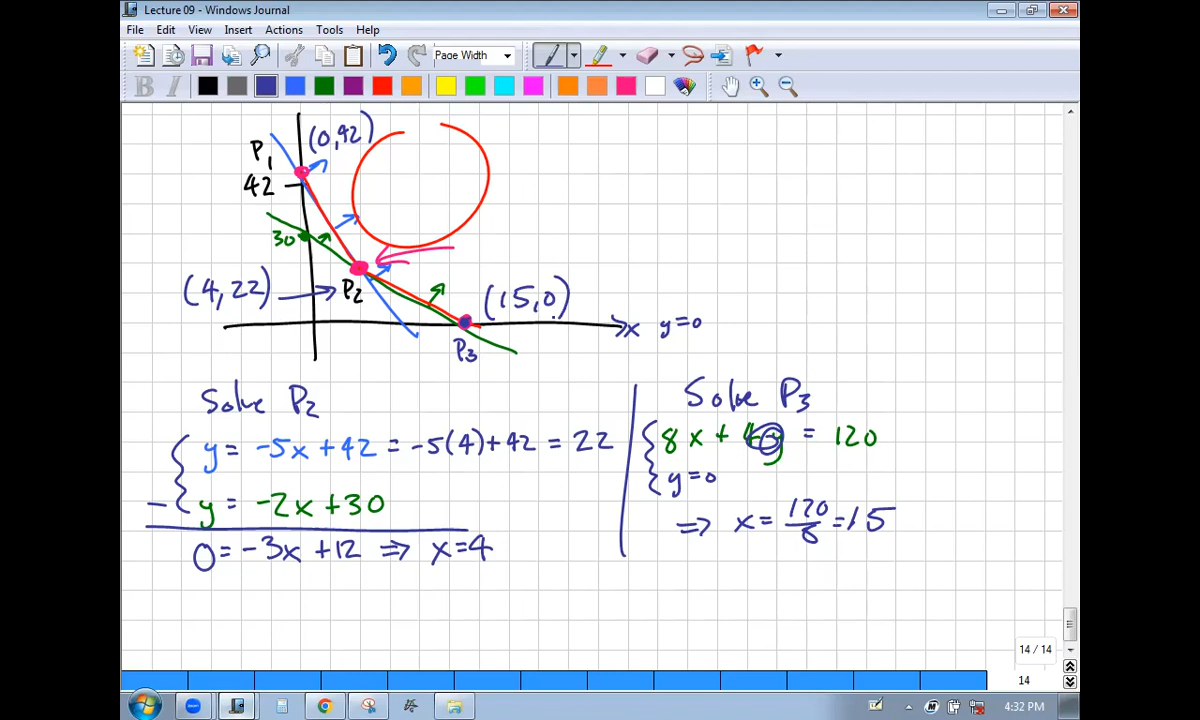 Lecture 09 - Windows Journal
File Edit View Insert Actions Tools Help
Page Width
B I
(0,42)
P1
42
30
(4,22)
P2
(15,0)
x y=0
P3
Solve P2
y = -5x+42 = -5(4)+42 = 22
y = -2x+30
0 = -3x+12 ⇒ x=4
Solve P3
8x + 4y = 120
y=0
⇒ x = 120/8 = 15
14 / 14
14
4:32 PM